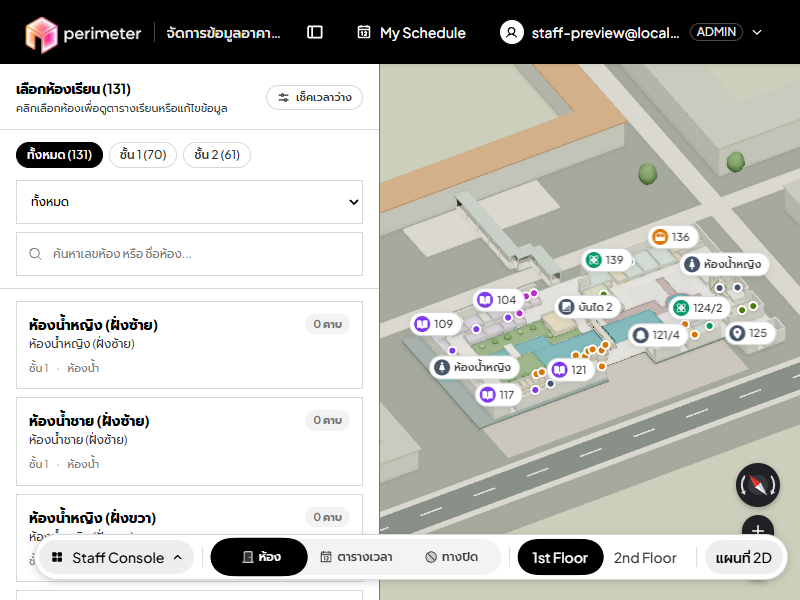 perimeter
จัดการข้อมูลอาคา...
My Schedule
staff-preview@local...
ADMIN
เลือกห้องเรียน (131)
คลิกเลือกห้องเพื่อดูตารางเรียนหรือแก้ไขข้อมูล
เช็คเวลาว่าง
ทั้งหมด (131)
ชั้น 1 (70)
ชั้น 2 (61)
ทั้งหมด
ค้นหาเลขห้อง หรือ ชื่อห้อง...
ห้องน้ำหญิง (ฝั่งซ้าย)
0 คาบ
ห้องน้ำหญิง (ฝั่งซ้าย)
ชั้น 1 · ห้องน้ำ
ห้องน้ำชาย (ฝั่งซ้าย)
0 คาบ
ห้องน้ำชาย (ฝั่งซ้าย)
ชั้น 1 · ห้องน้ำ
ห้องน้ำหญิง (ฝั่งขวา)
0 คาบ
136
139
ห้องน้ำหญิง
104
บันได 2
124/2
109
121/4
125
ห้องน้ำหญิง
121
117
Staff Console
ห้อง
ตารางเวลา
ทางปิด
1st Floor
2nd Floor
แผนที่ 2D